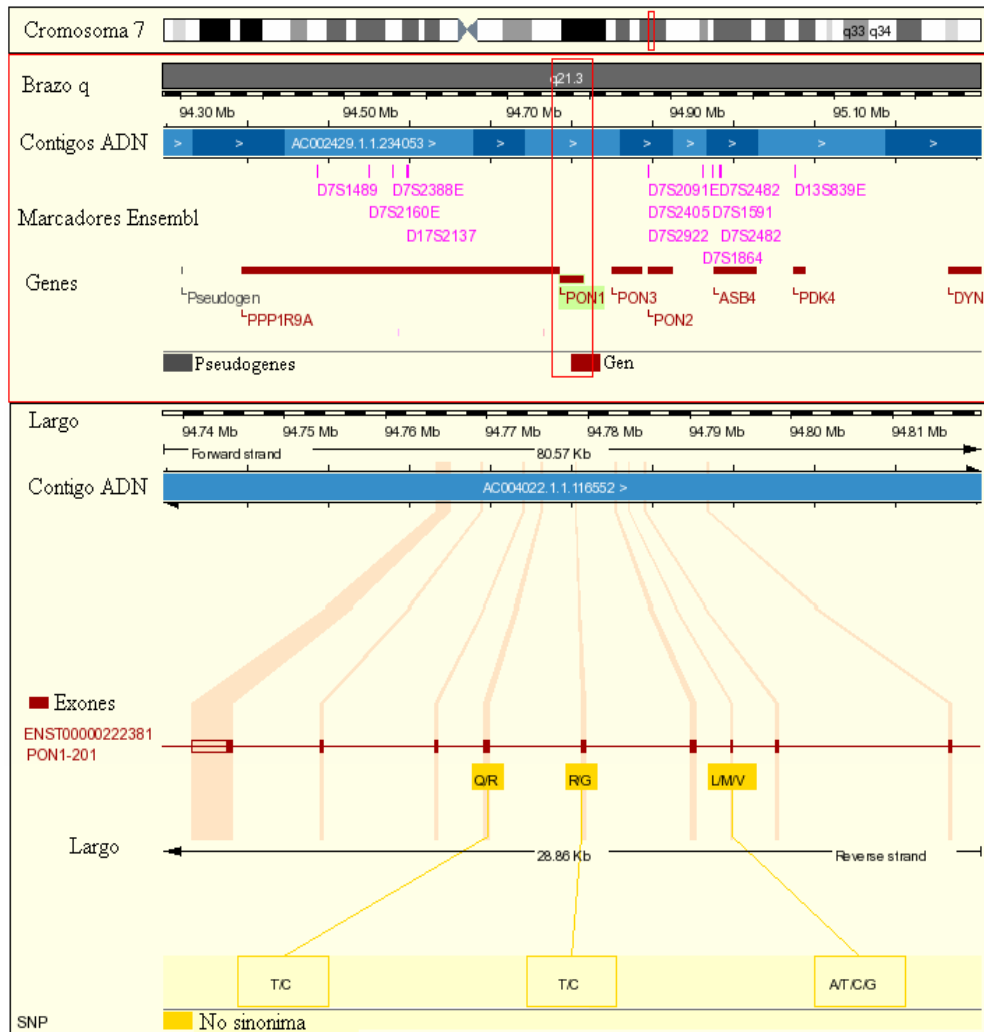 Cromosoma 7
q33 q34
Brazo q
q21.3
94.30 Mb 94.50 Mb 94.70 Mb 94.90 Mb 95.10 Mb
Contigos ADN
> > AC002429.1.1.234053 > > > > > > > >
D7S1489 D7S2388E D7S2091E D7S2482 D13S839E
D7S2160E D7S2405 D7S1591
Marcadores Ensembl
D17S2137 D7S2922 D7S2482
D7S1864
Genes
Pseudogen PON1 PON3 ASB4 PDK4 DYN
PPP1R9A PON2
Pseudogenes Gen
Largo
94.74 Mb 94.75 Mb 94.76 Mb 94.77 Mb 94.78 Mb 94.79 Mb 94.80 Mb 94.81 Mb
Forward strand 80.57 Kb
Contigo ADN
AC004022.1.1.116552 >
Exones
ENST00000222381
PON1-201
Q/R R/G L/M/V
Largo
28.86 Kb Reverse strand
T/C T/C A/T/C/G
SNP No sinonima